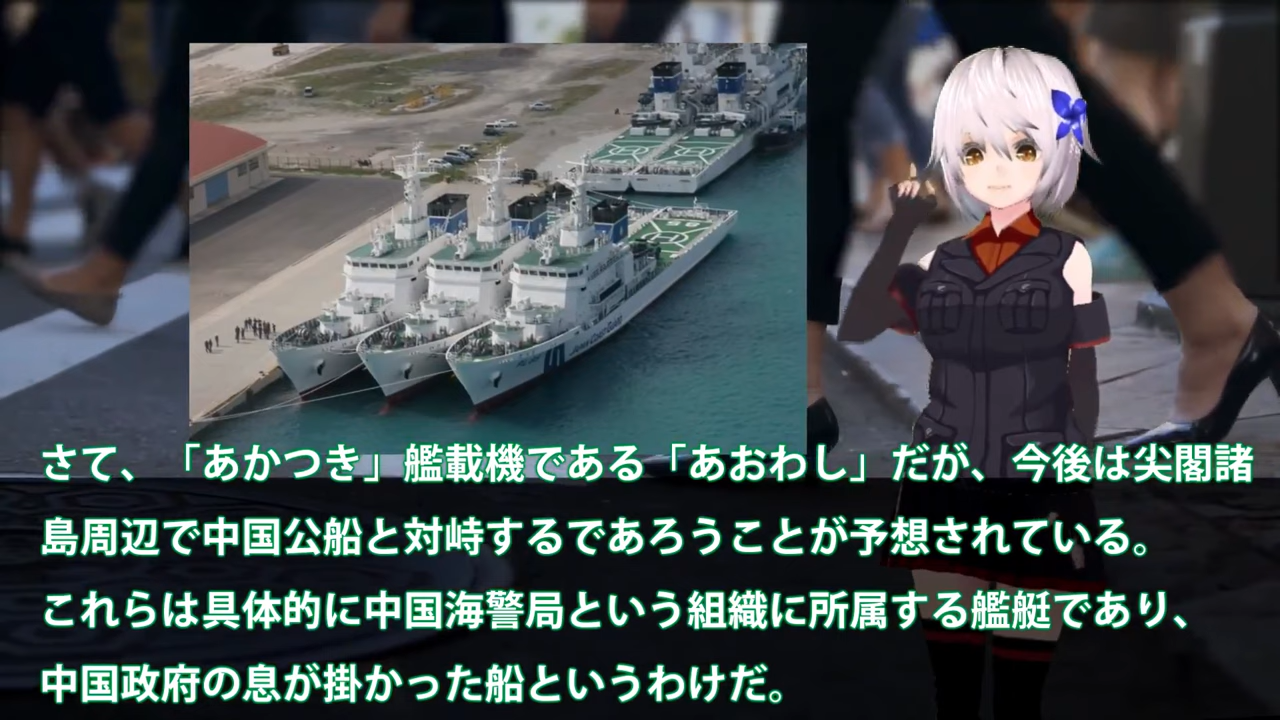 さて、「あかつき」艦載機である「あおわし」だが、今後は尖閣諸
島周辺で中国公船と対峙するであろうことが予想されている。
これらは具体的に中国海警局という組織に所属する艦艇であり、
中国政府の息が掛かった船というわけだ。
JAPAN COAST GUARD